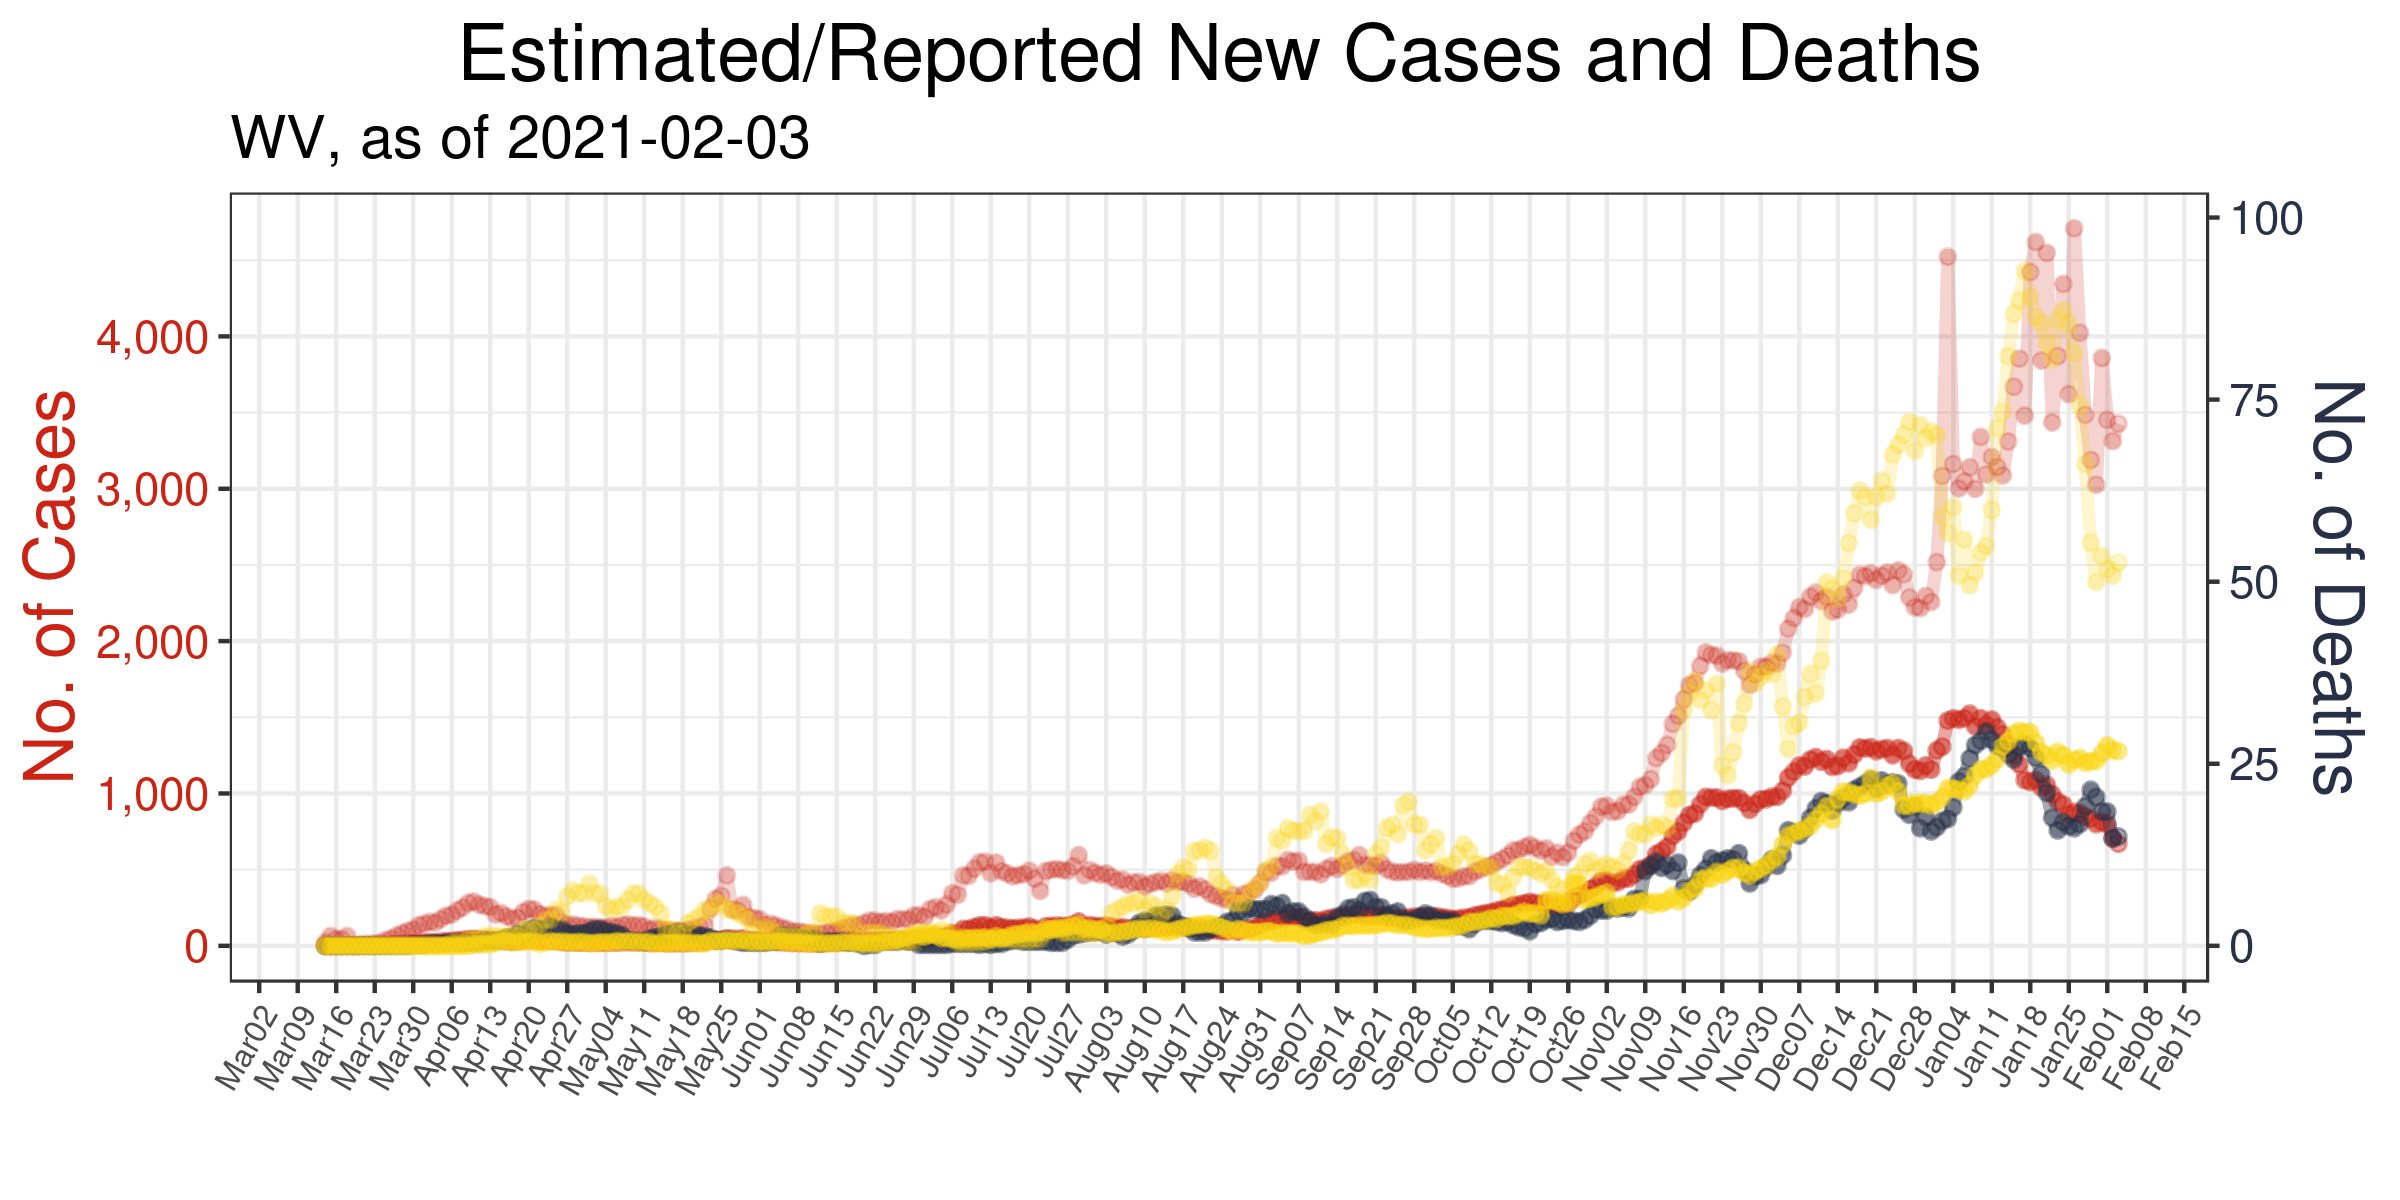 Estimated/Reported New Cases and Deaths
WV, as of 2021-02-03
No. of Cases
4,000
3,000
2,000
1,000
0
100
75
50
25
0
No. of Deaths
Mar02
Mar09
Mar16
Mar23
Mar30
Apr06
Apr13
Apr20
Apr27
May04
May11
May18
May25
Jun01
Jun08
Jun15
Jun22
Jun29
Jul06
Jul13
Jul20
Jul27
Aug03
Aug10
Aug17
Aug24
Aug31
Sep07
Sep14
Sep21
Sep28
Oct05
Oct12
Oct19
Oct26
Nov02
Nov09
Nov16
Nov23
Nov30
Dec07
Dec14
Dec21
Dec28
Jan04
Jan11
Jan18
Jan25
Feb01
Feb08
Feb15